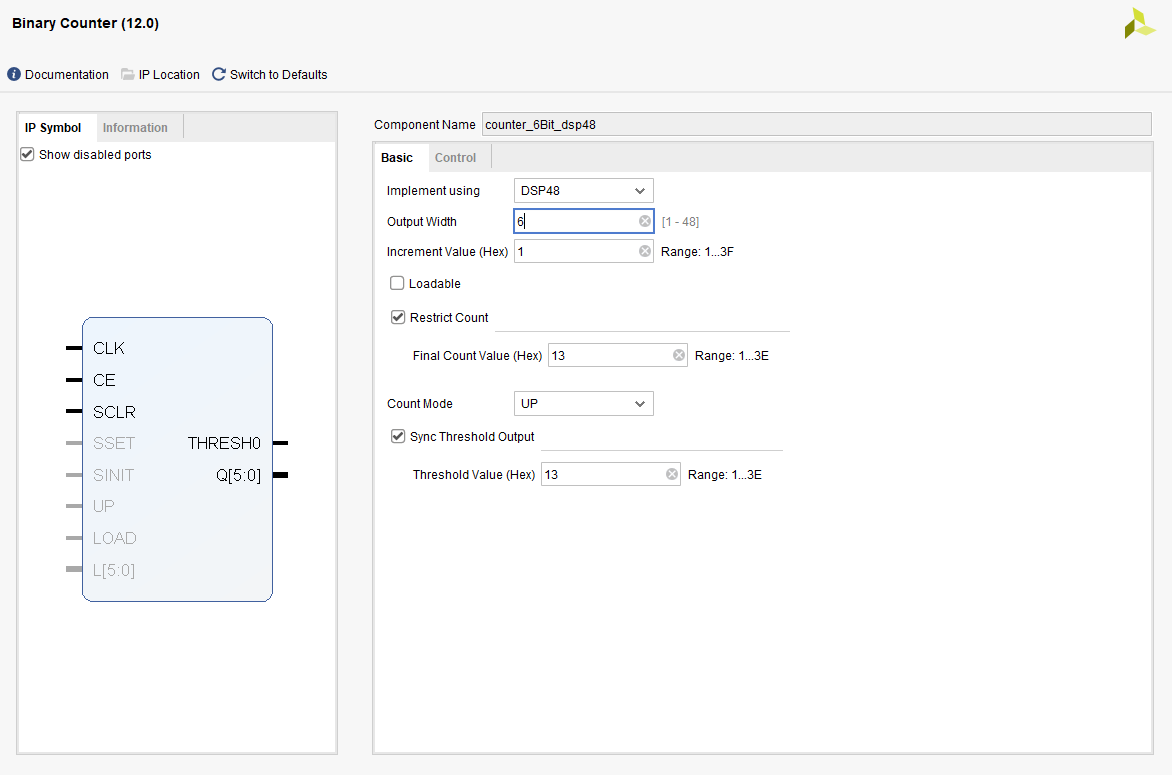 Binary Counter (12.0)
Documentation IP Location Switch to Defaults
IP Symbol Information
Show disabled ports
CLK
CE
SCLR
SSET
SINIT
UP
LOAD
L[5:0]
THRESH0
Q[5:0]
Component Name counter_6Bit_dsp48
Basic Control
Implement using DSP48
Output Width 6 [1 - 48]
Increment Value (Hex) 1 Range: 1...3F
Loadable
Restrict Count
Final Count Value (Hex) 13 Range: 1...3E
Count Mode UP
Sync Threshold Output
Threshold Value (Hex) 13 Range: 1...3E